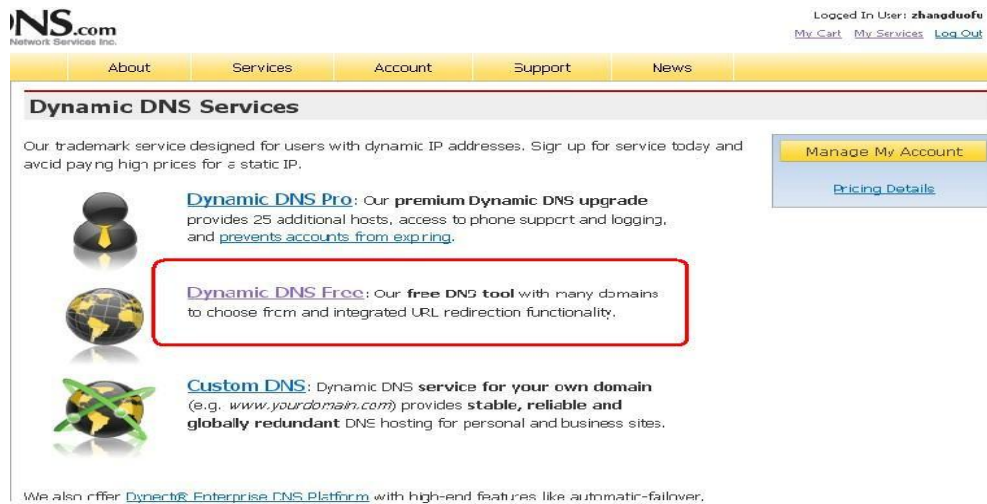 NS.com
Network Services Inc.
Logged In User: zhangduofu
My Cart My Services Log Out
About Services Account Support News
Dynamic DNS Services
Our trademark service designed for users with dynamic IP addresses. Sign up for service today and
avoid paying high prices for a static IP.
Manage My Account
Pricing Details
Dynamic DNS Pro: Our premium Dynamic DNS upgrade
provides 25 additional hosts, access to phone support and logging,
and prevents accounts from expiring.
Dynamic DNS Free: Our free DNS tool with many domains
to choose from and integrated URL redirection functionality.
Custom DNS: Dynamic DNS service for your own domain
(e.g. www.yourdomain.com) provides stable, reliable and
globally redundant DNS hosting for personal and business sites.
We also offer Dynect® Enterprise DNS Platform with high-end features like automatic-failover,